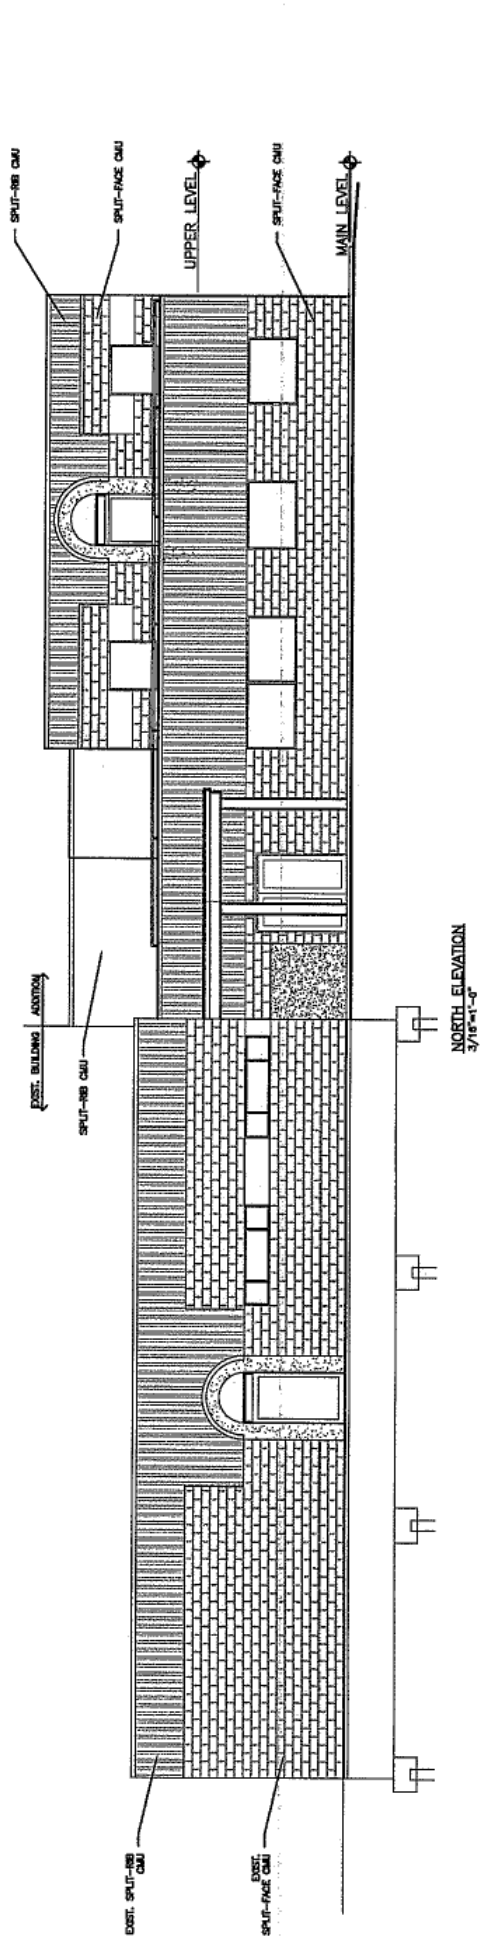 SPLIT-RIB CMU
SPLIT-FACE CMU
UPPER LEVEL
SPLIT-FACE CMU
MAIN LEVEL
EXIST. BUILDING
ADDITION
SPLIT-RIB CMU
NORTH ELEVATION
3/16"=1'-0"
EXIST. SPLIT-RIB
CMU
EXIST.
SPLIT-FACE CMU